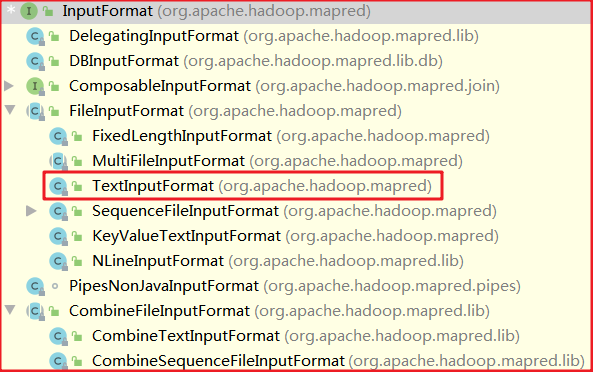 InputFormat (org.apache.hadoop.mapred)
DelegatingInputFormat (org.apache.hadoop.mapred.lib)
DBInputFormat (org.apache.hadoop.mapred.lib.db)
ComposableInputFormat (org.apache.hadoop.mapred.join)
FileInputFormat (org.apache.hadoop.mapred)
FixedLengthInputFormat (org.apache.hadoop.mapred)
MultiFileInputFormat (org.apache.hadoop.mapred)
TextInputFormat (org.apache.hadoop.mapred)
SequenceFileInputFormat (org.apache.hadoop.mapred)
KeyValueTextInputFormat (org.apache.hadoop.mapred)
NLineInputFormat (org.apache.hadoop.mapred.lib)
PipesNonJavaInputFormat (org.apache.hadoop.mapred.pipes)
CombineFileInputFormat (org.apache.hadoop.mapred.lib)
CombineTextInputFormat (org.apache.hadoop.mapred.lib)
CombineSequenceFileInputFormat (org.apache.hadoop.mapred.lib)